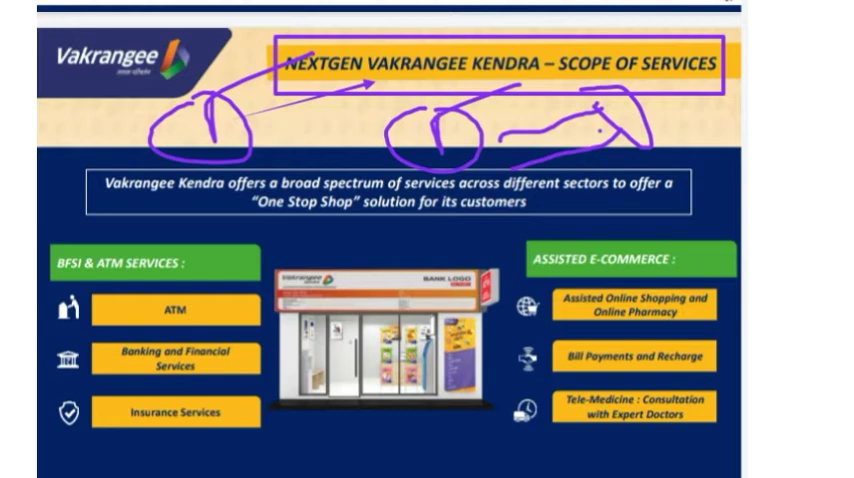 Vakrangee
NEXTGEN VAKRANGEE KENDRA – SCOPE OF SERVICES
Vakrangee Kendra offers a broad spectrum of services across different sectors to offer a
“One Stop Shop” solution for its customers
BFSI & ATM SERVICES :
ATM
Banking and Financial
Services
Insurance Services
Vakrangee
BANK LOGO
ASSISTED E-COMMERCE :
Assisted Online Shopping and
Online Pharmacy
Bill Payments and Recharge
Tele-Medicine : Consultation
with Expert Doctors